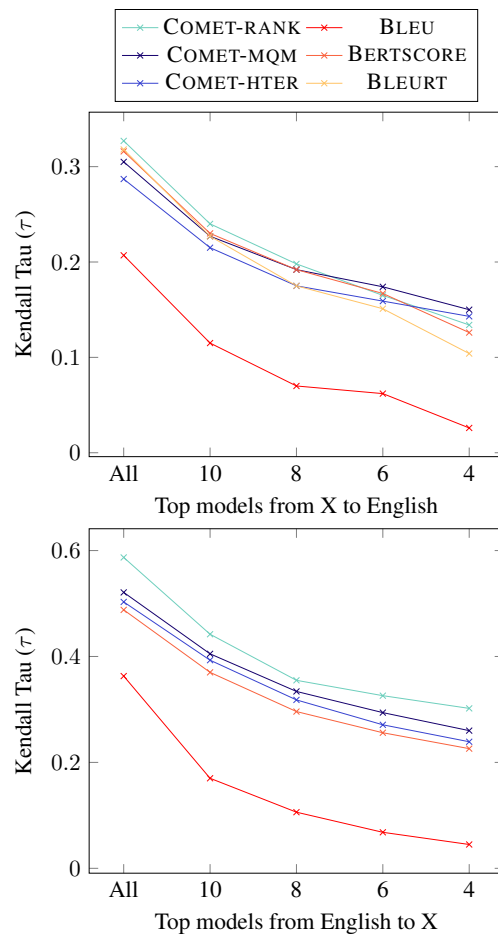 COMET-RANK BLEU
COMET-MQM BERTSCORE
COMET-HTER BLEURT
Kendall Tau (τ)
0.3
0.2
0.1
0
All 10 8 6 4
Top models from X to English
Kendall Tau (τ)
0.6
0.4
0.2
0
All 10 8 6 4
Top models from English to X